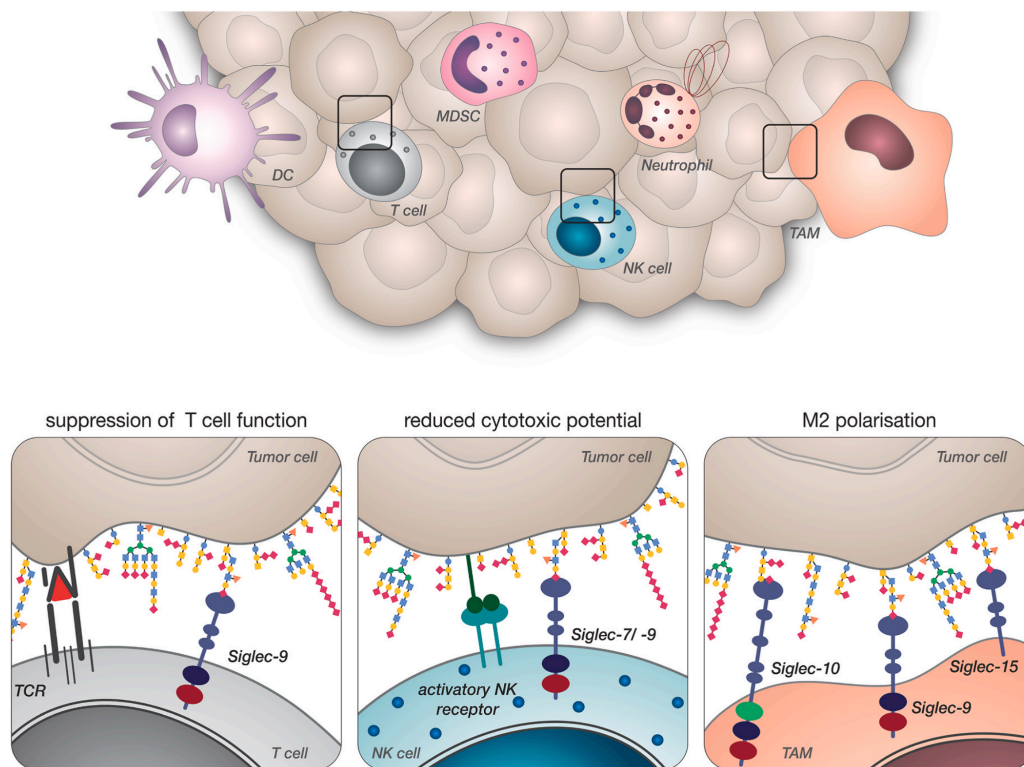 MDSC
Neutrophil
DC
T cell
TAM
NK cell
suppression of T cell function
reduced cytotoxic potential
M2 polarisation
Tumor cell
Tumor cell
Tumor cell
Siglec-9
TCR
T cell
Siglec-7/ -9
activatory NK
receptor
NK cell
Siglec-10
Siglec-15
Siglec-9
TAM